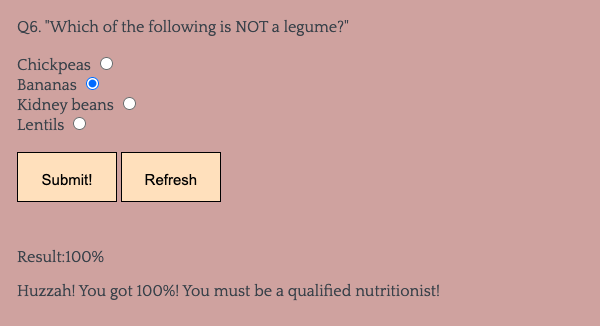 Q6. "Which of the following is NOT a legume?"
Chickpeas
Bananas
Kidney beans
Lentils
Submit! Refresh
Result:100%
Huzzah! You got 100%! You must be a qualified nutritionist!